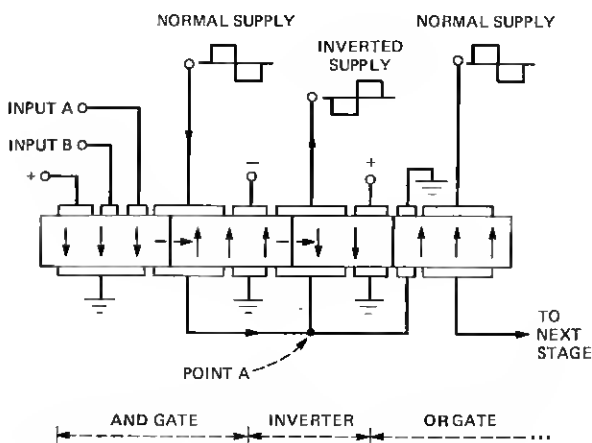 NORMAL SUPPLY
NORMAL SUPPLY
INVERTED
SUPPLY
INPUT A
INPUT B
+
−
+
TO
NEXT
STAGE
POINT A
AND GATE
INVERTER
OR GATE
...